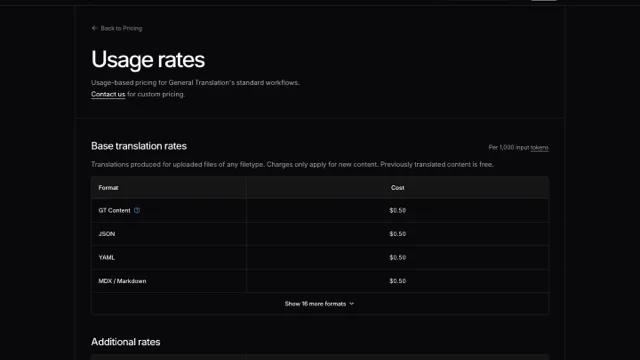 Back to Pricing
Usage rates
Usage-based pricing for General Translation's standard workflows.
Contact us for custom pricing.
Base translation rates
Per 1,000 input tokens
Translations produced for uploaded files of any filetype. Charges only apply for new content. Previously translated content is free.
Format Cost
GT Content $0.50
JSON $0.50
YAML $0.50
MDX / Markdown $0.50
Show 16 more formats
Additional rates